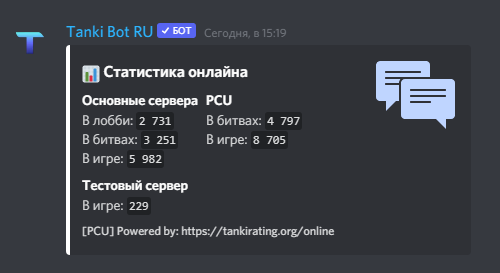 Tanki Bot RU ✓ БОТ Сегодня, в 15:19
📊 Статистика онлайна
Основные сервера PCU
В лобби: 2 731 В битвах: 4 797
В битвах: 3 251 В игре: 8 705
В игре: 5 982
Тестовый сервер
В игре: 229
[PCU] Powered by: https://tankirating.org/online